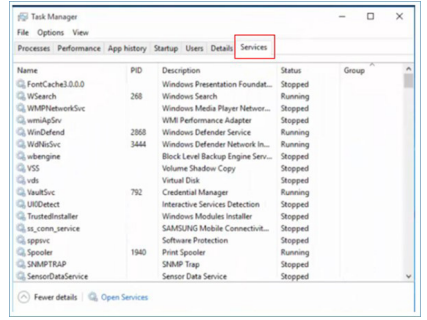 Task Manager
File Options View
Processes Performance App history Startup Users Details Services
Name PID Description Status Group
FontCache3.0.0.0 Windows Presentation Foundat... Stopped
WSearch 268 Windows Search Running
WMPNetworkSvc Windows Media Player Networ... Stopped
wmiApSrv WMI Performance Adapter Stopped
WinDefend 2868 Windows Defender Service Running
WdNisSvc 3444 Windows Defender Network In... Running
wbengine Block Level Backup Engine Serv... Stopped
VSS Volume Shadow Copy Stopped
vds Virtual Disk Stopped
VaultSvc 792 Credential Manager Running
UI0Detect Interactive Services Detection Stopped
TrustedInstaller Windows Modules Installer Stopped
ss_conn_service SAMSUNG Mobile Connectivit... Stopped
sppsvc Software Protection Stopped
Spooler 1940 Print Spooler Running
SNMPTRAP SNMP Trap Stopped
SensorDataService Sensor Data Service Stopped
Fewer details Open Services